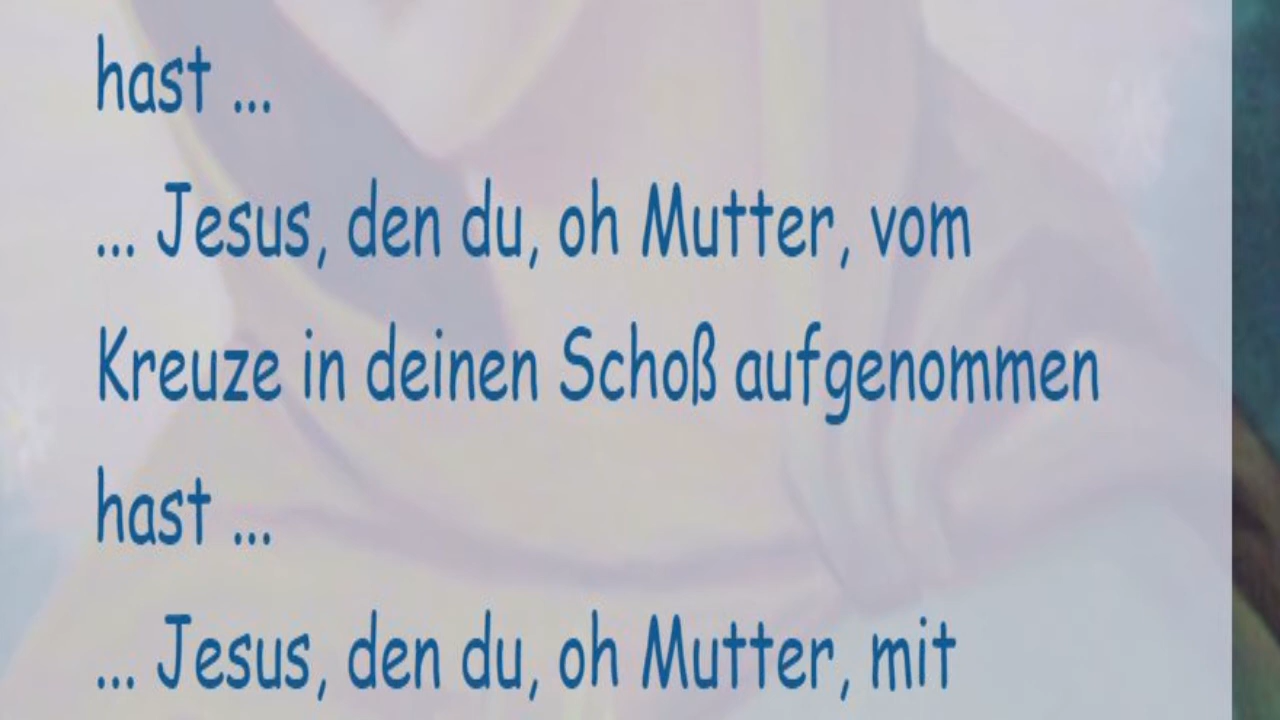 hast ...
... Jesus, den du, oh Mutter, vom
Kreuze in deinen Schoß aufgenommen
hast ...
... Jesus, den du, oh Mutter, mit